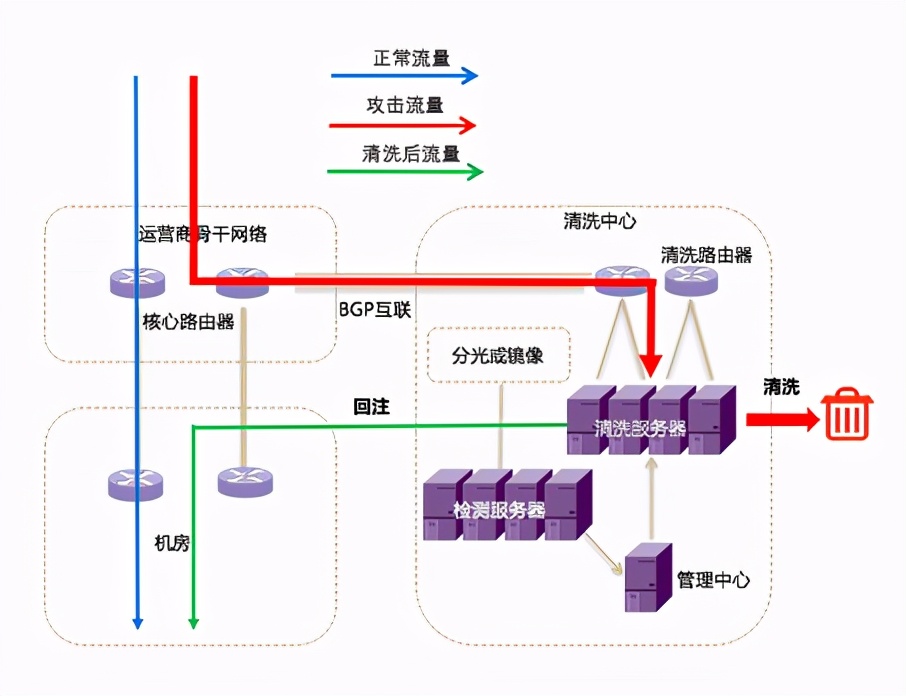 正常流量
攻击流量
清洗后流量
运营商骨干网络
清洗中心
清洗路由器
核心路由器
BGP互联
分光或镜像
清洗
回注
清洗服务器
检测服务器
机房
管理中心